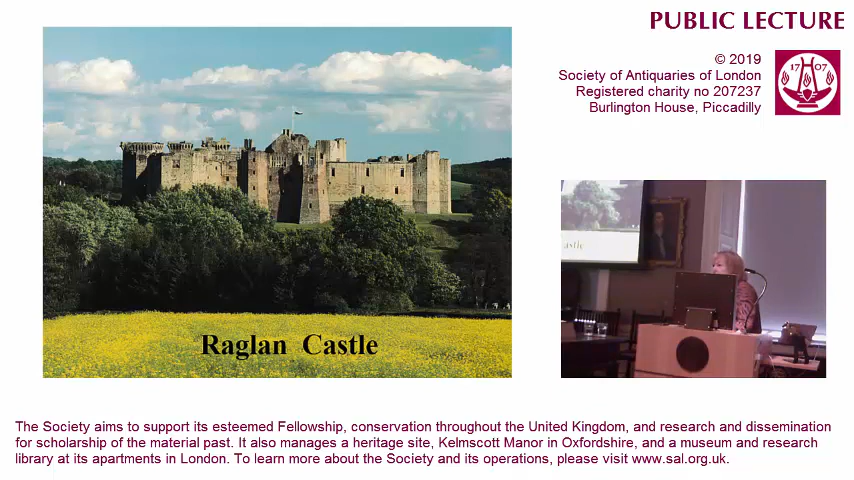 PUBLIC LECTURE
© 2019
Society of Antiquaries of London
Registered charity no 207237
Burlington House, Piccadilly
17 07
Raglan Castle
The Society aims to support its esteemed Fellowship, conservation throughout the United Kingdom, and research and dissemination
for scholarship of the material past. It also manages a heritage site, Kelmscott Manor in Oxfordshire, and a museum and research
library at its apartments in London. To learn more about the Society and its operations, please visit www.sal.org.uk.